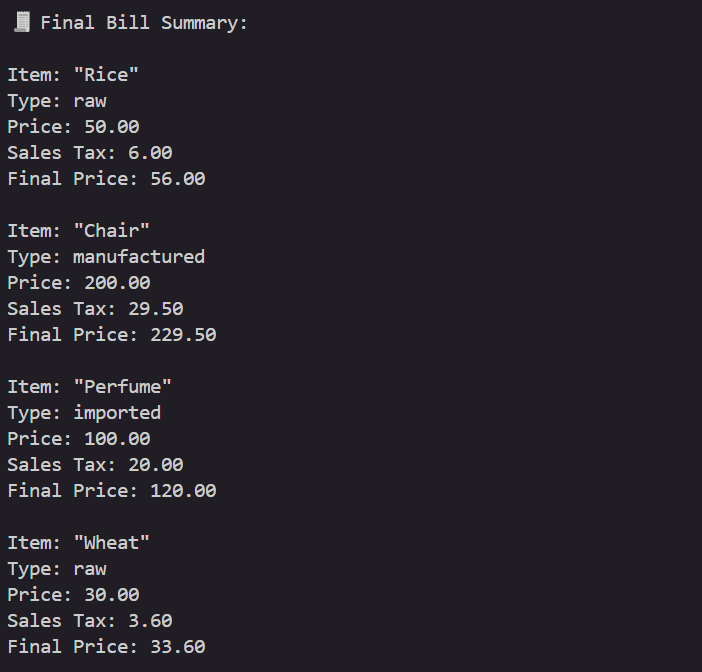 🧾 Final Bill Summary:
Item: "Rice"
Type: raw
Price: 50.00
Sales Tax: 6.00
Final Price: 56.00
Item: "Chair"
Type: manufactured
Price: 200.00
Sales Tax: 29.50
Final Price: 229.50
Item: "Perfume"
Type: imported
Price: 100.00
Sales Tax: 20.00
Final Price: 120.00
Item: "Wheat"
Type: raw
Price: 30.00
Sales Tax: 3.60
Final Price: 33.60